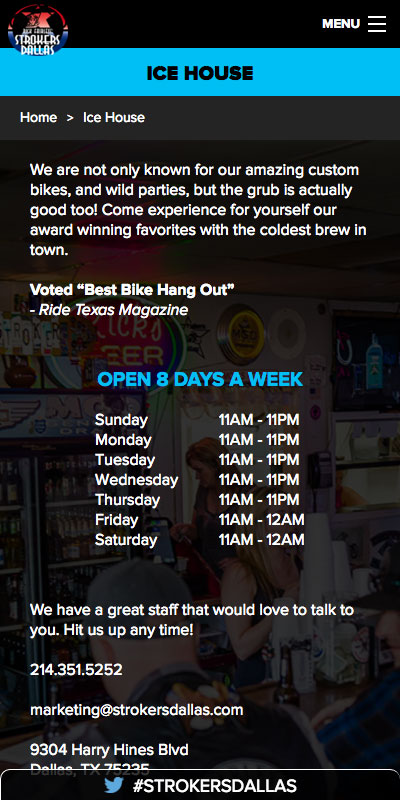 STROKERS
DALLAS
MENU
ICE HOUSE
Home > Ice House
We are not only known for our amazing custom
bikes, and wild parties, but the grub is actually
good too! Come experience for yourself our
award winning favorites with the coldest brew in
town.
Voted “Best Bike Hang Out”
- Ride Texas Magazine
OPEN 8 DAYS A WEEK
Sunday 11AM - 11PM
Monday 11AM - 11PM
Tuesday 11AM - 11PM
Wednesday 11AM - 11PM
Thursday 11AM - 11PM
Friday 11AM - 12AM
Saturday 11AM - 12AM
We have a great staff that would love to talk to
you. Hit us up any time!
214.351.5252
marketing@strokersdallas.com
9304 Harry Hines Blvd
Dallas, TX 75235
#STROKERSDALLAS